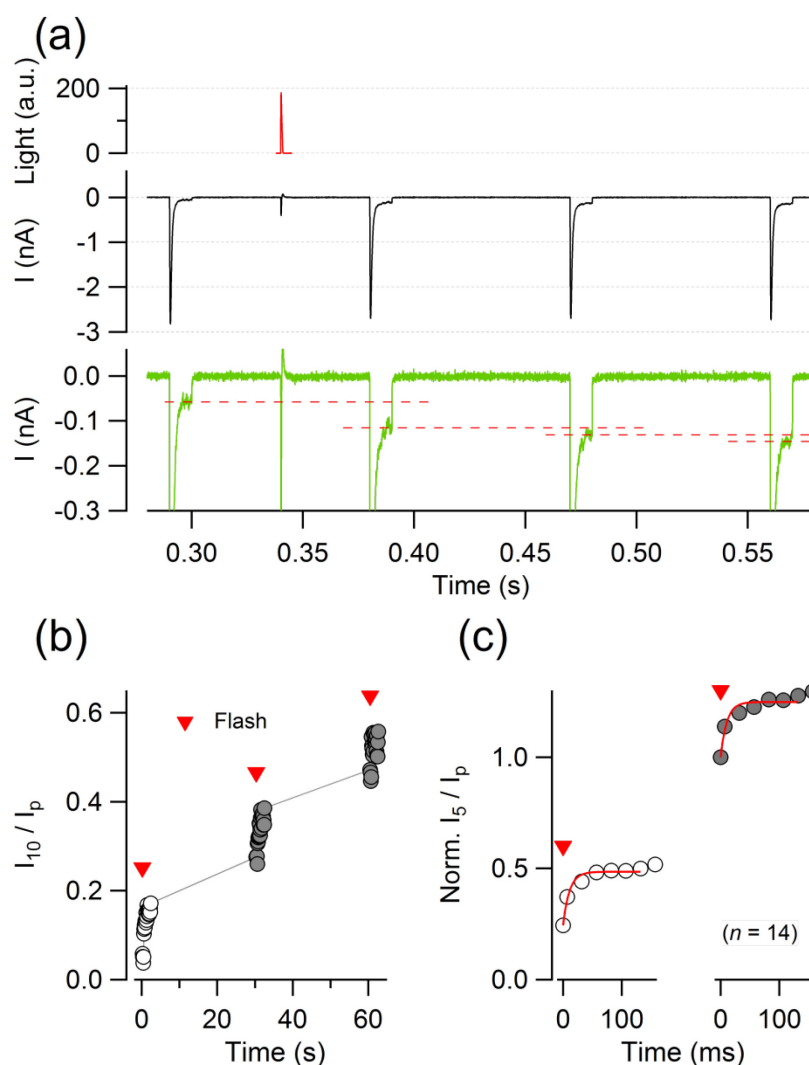 (a)
Light (a.u.)
200
0
I (nA)
0
-1
-2
-3
I (nA)
0.0
-0.1
-0.2
-0.3
0.30 0.35 0.40 0.45 0.50 0.55
Time (s)
(b)
I10 / Ip
0.6
0.4
0.2
0.0
Flash
0 20 40 60
Time (s)
(c)
Norm. I5 / Ip
1.0
0.5
0.0
(n = 14)
0 100 0 100
Time (ms)